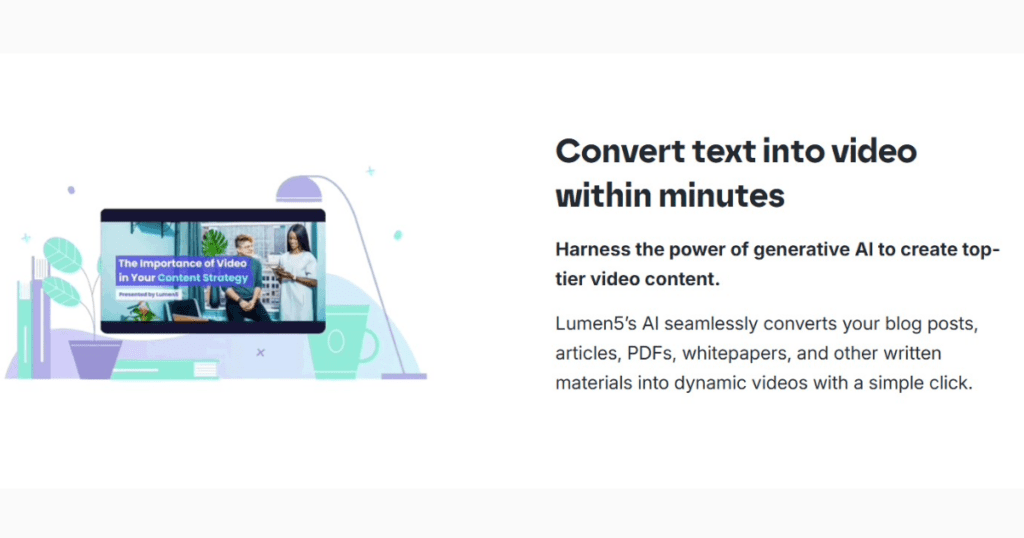 The Importance of Video
in Your Content Strategy
Presented by Lumen5
Convert text into video
within minutes
Harness the power of generative AI to create top-
tier video content.
Lumen5’s AI seamlessly converts your blog posts,
articles, PDFs, whitepapers, and other written
materials into dynamic videos with a simple click.